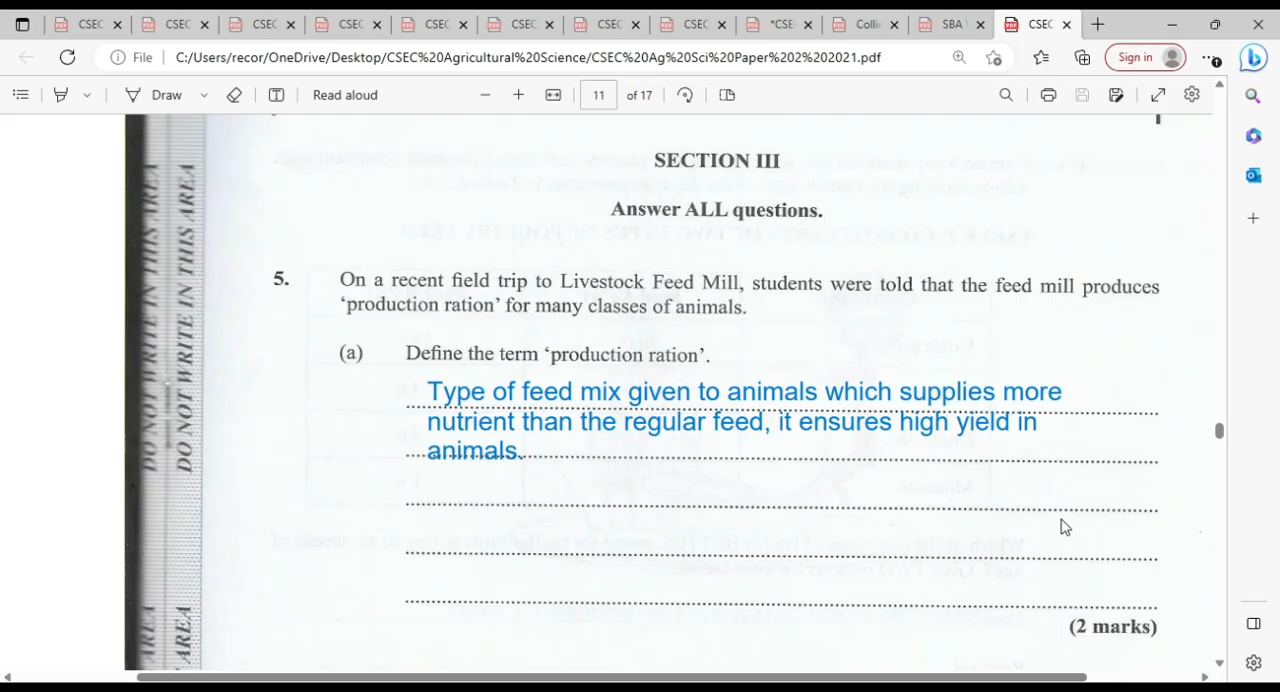 CSEC
CSEC
CSEC
CSEC
CSEC
CSEC
CSEC
CSEC
*CSE
Colli
SBA
CSEC
File
C:/Users/recor/OneDrive/Desktop/CSEC%20Agricultural%20Science/CSEC%20Ag%20Sci%20Paper%202%202021.pdf
Sign in
Draw
Read aloud
11 of 17
SECTION III
Answer ALL questions.
5. On a recent field trip to Livestock Feed Mill, students were told that the feed mill produces
‘production ration’ for many classes of animals.
(a) Define the term ‘production ration’.
Type of feed mix given to animals which supplies more
nutrient than the regular feed, it ensures high yield in
animals.
(2 marks)
DO NOT WRITE IN THIS AREA
DO NOT WRITE IN THIS AREA
AREA
AREA